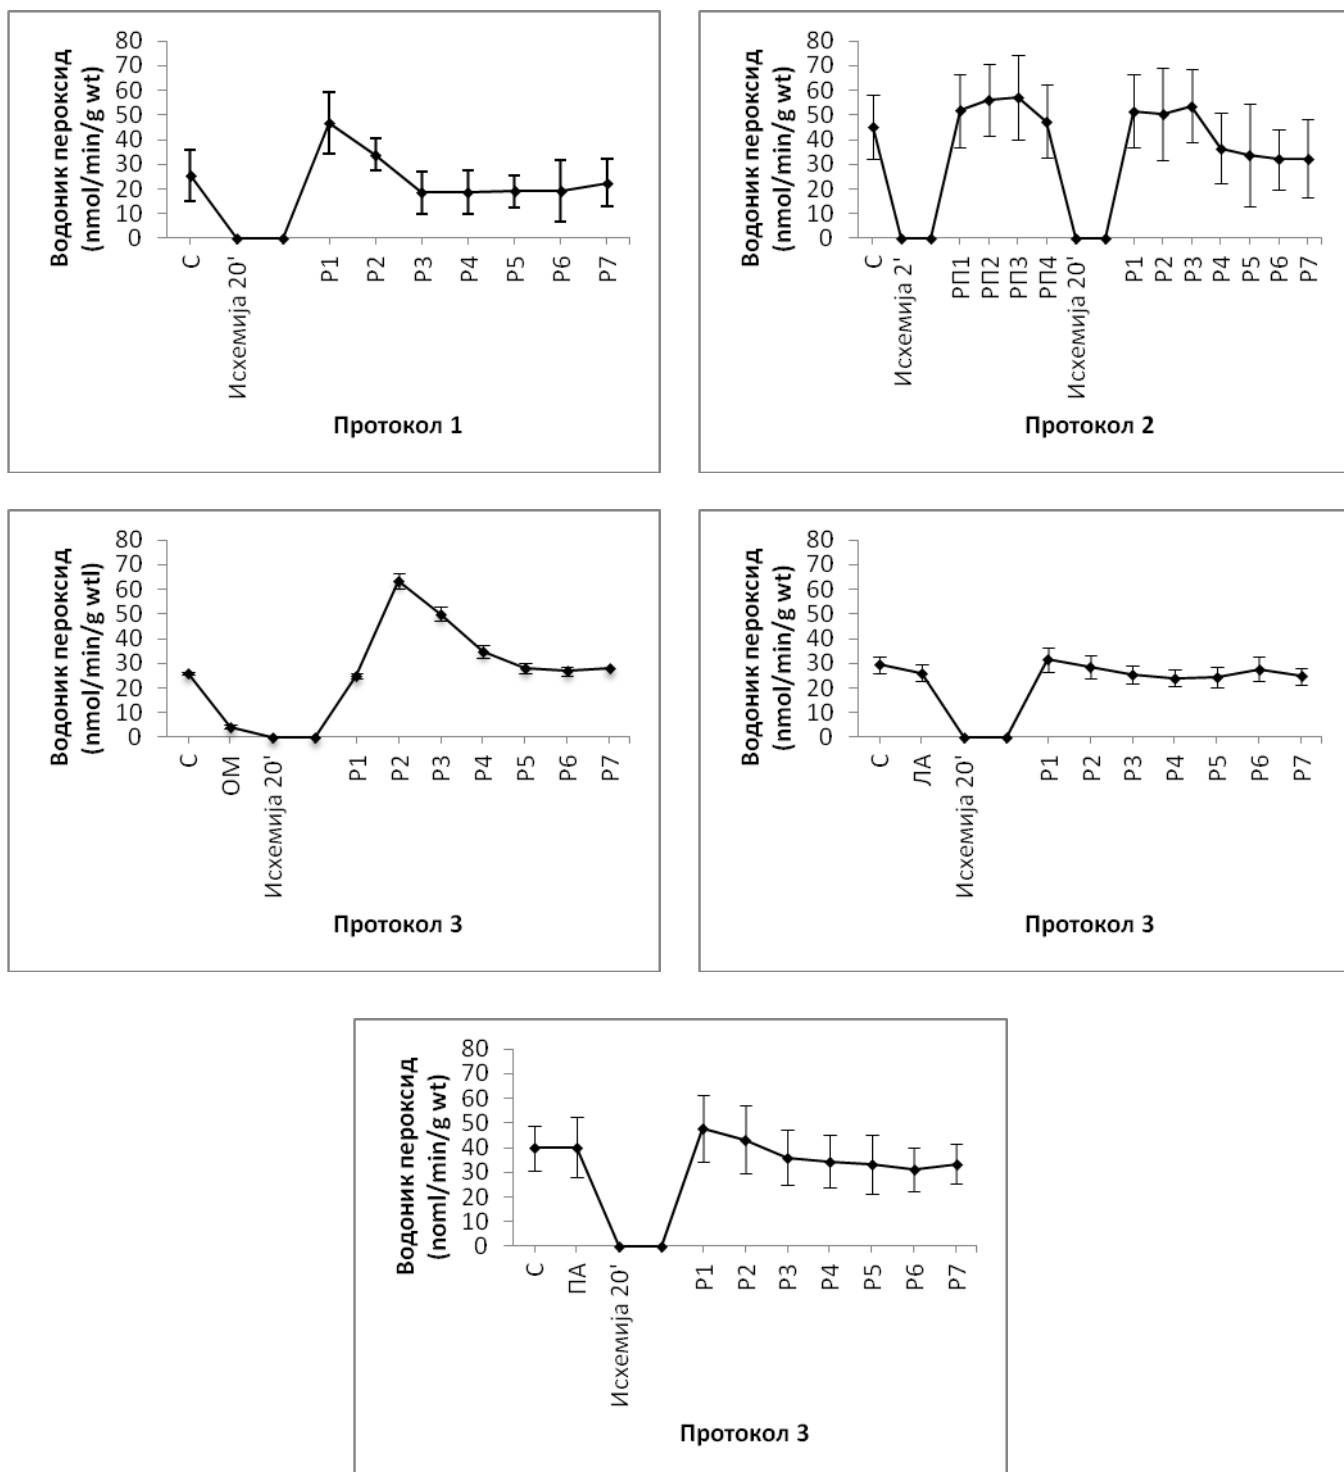 Водоник пероксид
(nmol/min/g wt)
80
70
60
50
40
30
20
10
0
С
Исхемија 20'
Р1
Р2
Р3
Р4
Р5
Р6
Р7
Протокол 1
Водоник пероксид
(nmol/min/g wt)
80
70
60
50
40
30
20
10
0
С
Исхемија 2'
РП1
РП2
РП3
РП4
Исхемија 20'
Р1
Р2
Р3
Р4
Р5
Р6
Р7
Протокол 2
Водоник пероксид
(nmol/min/g wtl)
80
70
60
50
40
30
20
10
0
С
ОМ
Исхемија 20'
Р1
Р2
Р3
Р4
Р5
Р6
Р7
Протокол 3
Водоник пероксид
(nmol/min/g wt)
80
70
60
50
40
30
20
10
0
С
ЛА
Исхемија 20'
Р1
Р2
Р3
Р4
Р5
Р6
Р7
Протокол 3
Водоник пероксид
(noml/min/g wt)
80
70
60
50
40
30
20
10
0
С
ПА
Исхемија 20'
Р1
Р2
Р3
Р4
Р5
Р6
Р7
Протокол 3